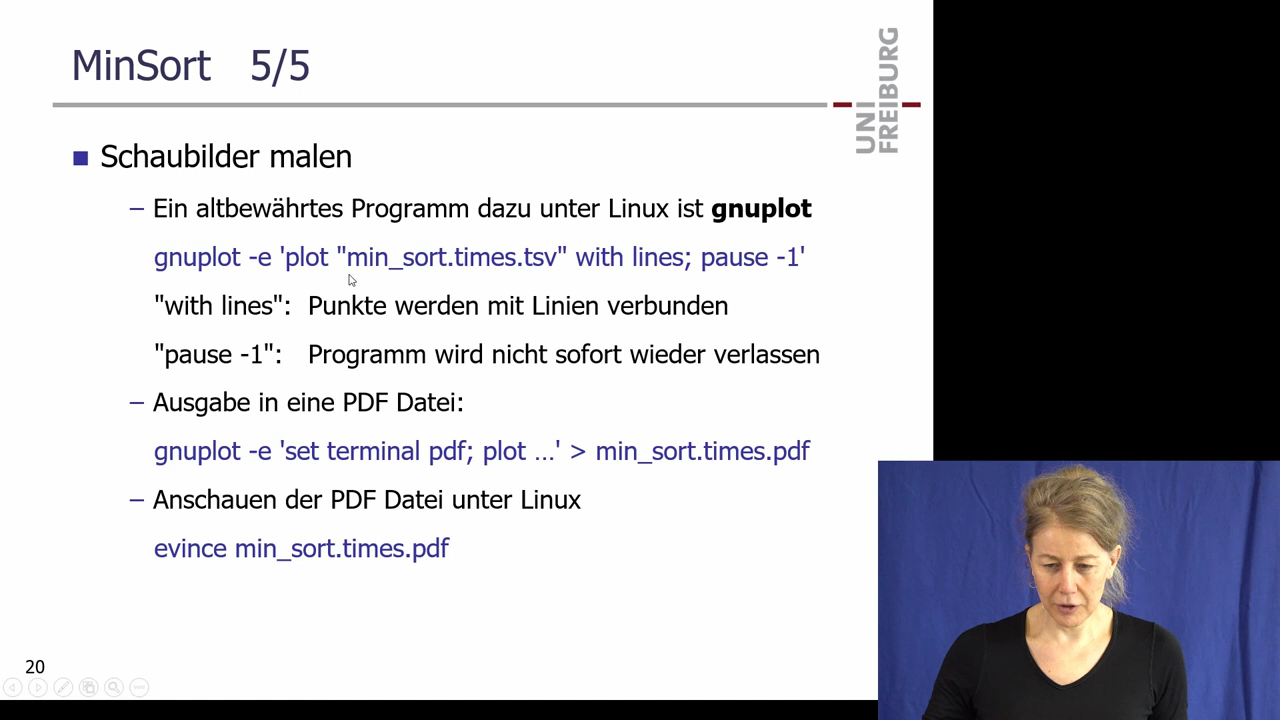 MinSort 5/5
UNI
FREIBURG
■ Schaubilder malen
– Ein altbewährtes Programm dazu unter Linux ist gnuplot
gnuplot -e 'plot "min_sort.times.tsv" with lines; pause -1'
"with lines": Punkte werden mit Linien verbunden
"pause -1": Programm wird nicht sofort wieder verlassen
– Ausgabe in eine PDF Datei:
gnuplot -e 'set terminal pdf; plot …' > min_sort.times.pdf
– Anschauen der PDF Datei unter Linux
evince min_sort.times.pdf
20